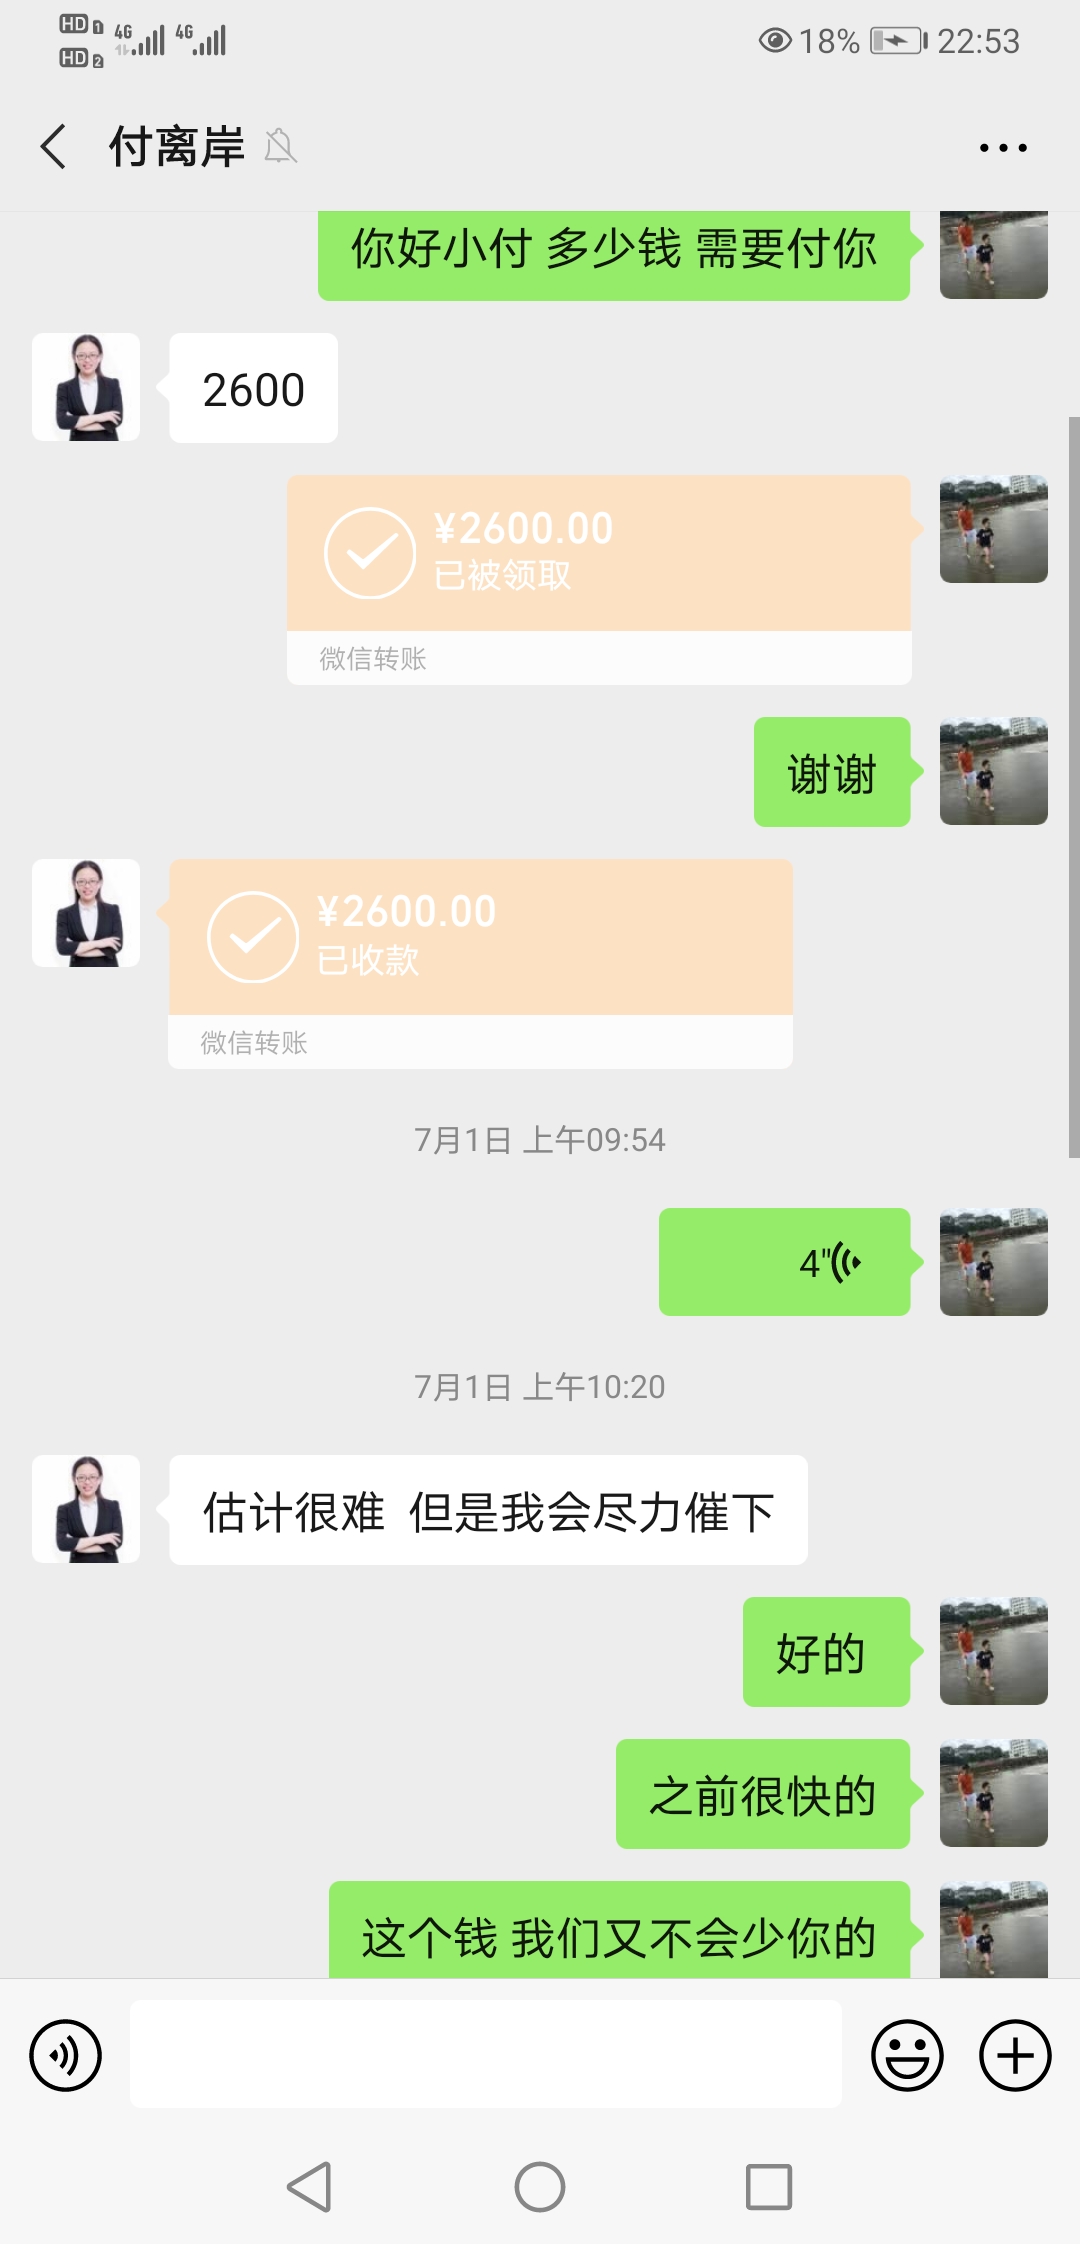 HD 1 4G 4G 18% 22:53
HD 2
付离岸
你好小付 多少钱 需要付你
2600
¥2600.00
已被领取
微信转账
谢谢
¥2600.00
已收款
微信转账
7月1日 上午09:54
4"
7月1日 上午10:20
估计很难 但是我会尽力催下
好的
之前很快的
这个钱 我们又不会少你的